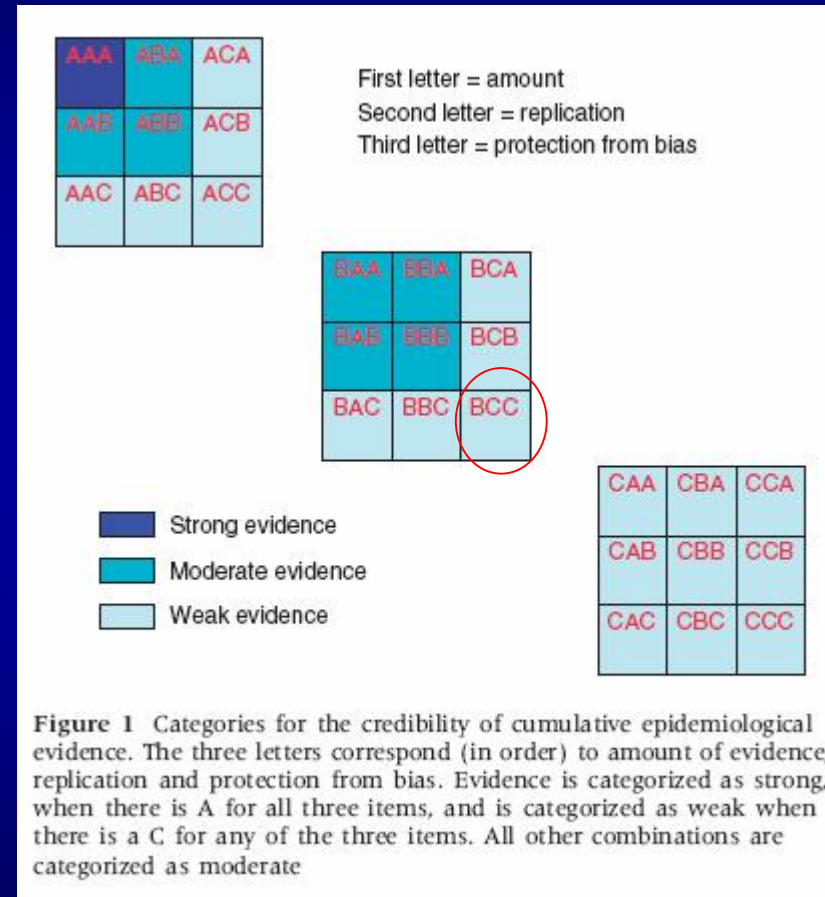 AAA ABA ACA
AAB ABB ACB
AAC ABC ACC
First letter = amount
Second letter = replication
Third letter = protection from bias
BAA BBA BCA
BAB BBB BCB
BAC BBC BCC
Strong evidence
Moderate evidence
Weak evidence
CAA CBA CCA
CAB CBB CCB
CAC CBC CCC
Figure 1 Categories for the credibility of cumulative epidemiological
evidence. The three letters correspond (in order) to amount of evidence,
replication and protection from bias. Evidence is categorized as strong,
when there is A for all three items, and is categorized as weak when
there is a C for any of the three items. All other combinations are
categorized as moderate